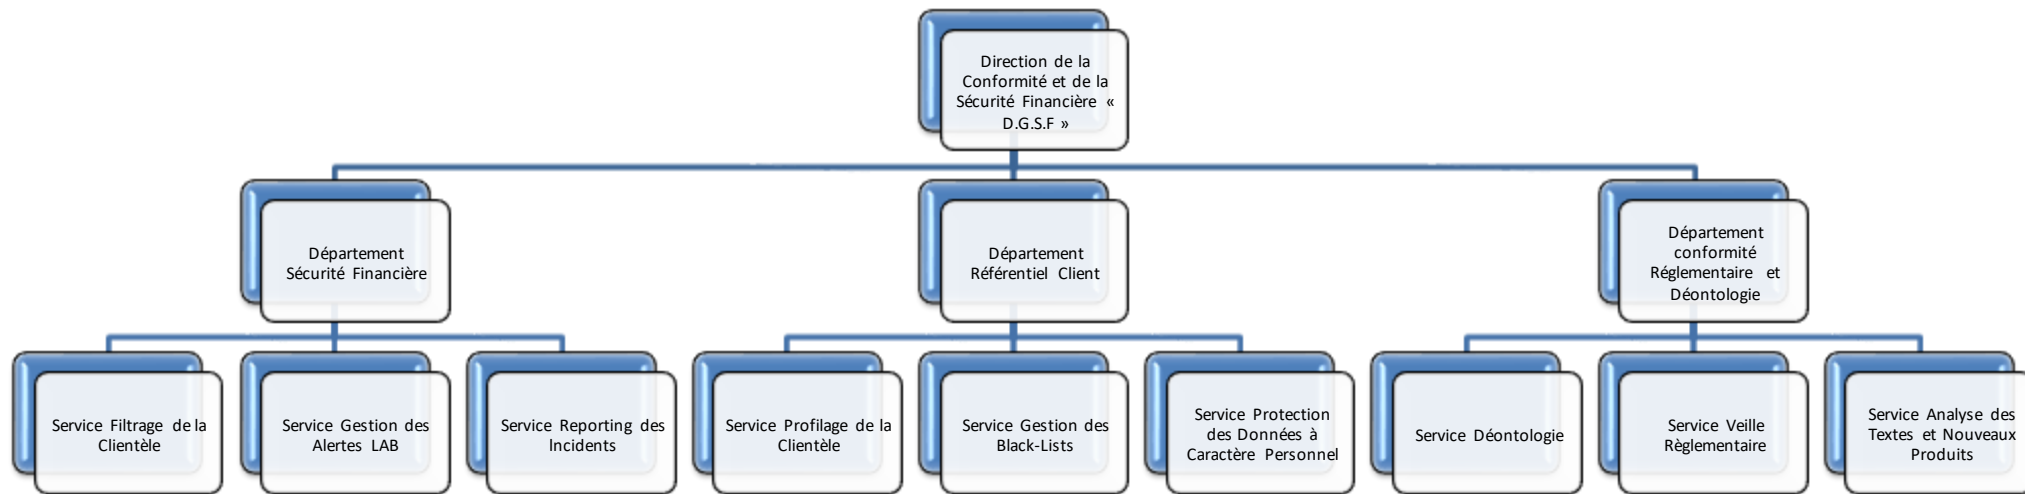 Direction de la
Conformité et de la
Sécurité Financière «
D.G.S.F »
Département
Sécurité Financière
Département
Référentiel Client
Département
conformité
Réglementaire et
Déontologie
Service Filtrage de la
Clientèle
Service Gestion des
Alertes LAB
Service Reporting des
Incidents
Service Profilage de la
Clientèle
Service Gestion des
Black-Lists
Service Protection
des Données à
Caractère Personnel
Service Déontologie
Service Veille
Règlementaire
Service Analyse des
Textes et Nouveaux
Produits